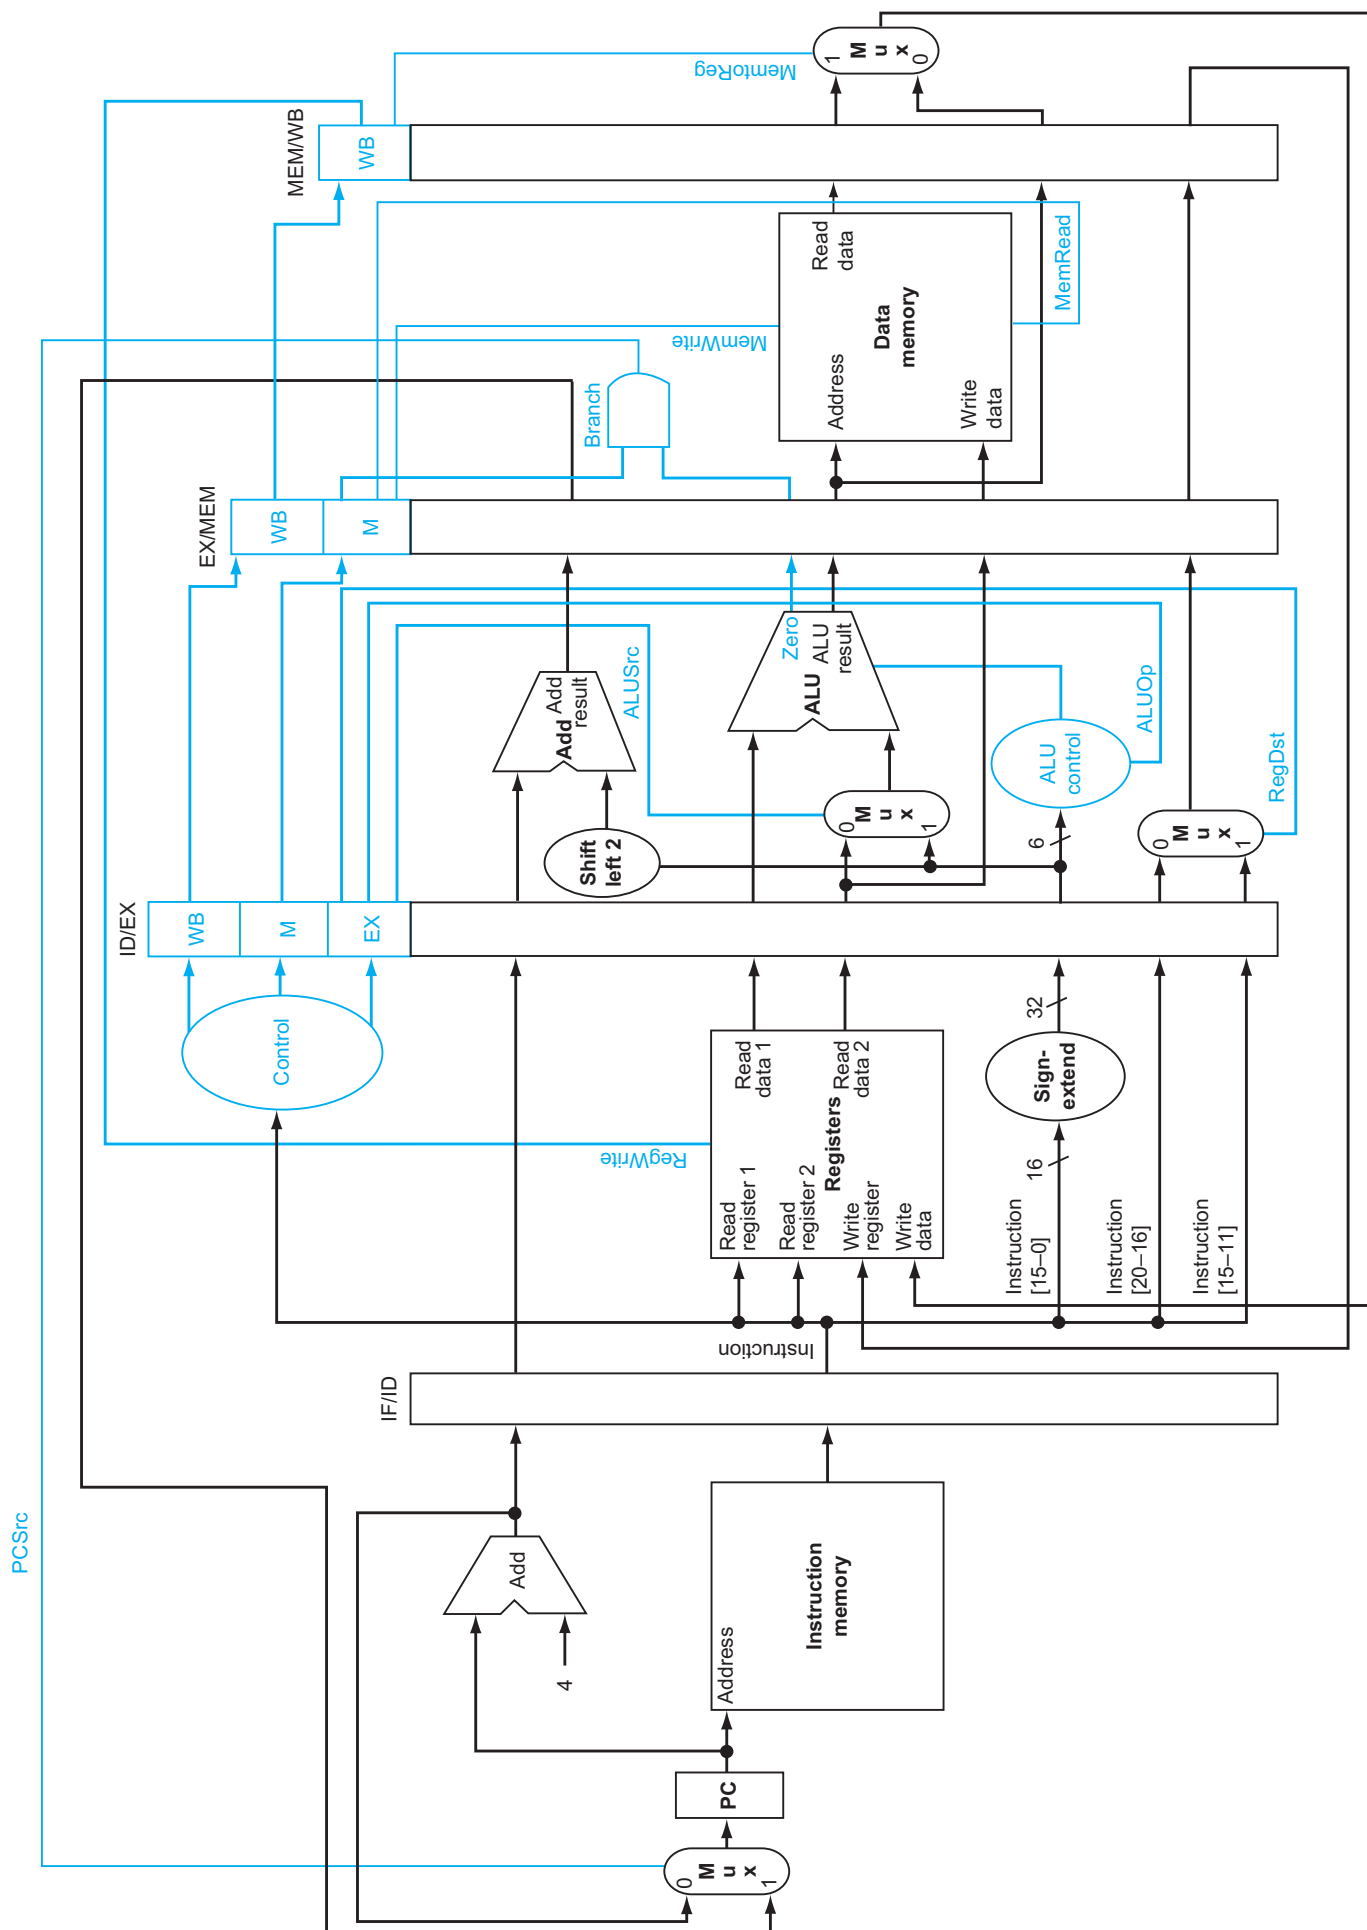 PCSrc
0
M
u
x
1
PC
4
Add
Address
Instruction
memory
IF/ID
Instruction
RegWrite
Control
Read
register 1
Read
register 2
Write
register
Write
data
Registers
Read
data 1
Read
data 2
Instruction
[15–0]
Instruction
[20–16]
Instruction
[15–11]
16
Sign-
extend
32
ID/EX
WB
M
EX
Shift
left 2
Add
Add
result
ALUSrc
0
M
u
x
1
ALU
Zero
ALU
result
6
ALU
control
ALUOp
0
M
u
x
1
RegDst
EX/MEM
WB
M
Branch
MemWrite
Address
Write
data
Data
memory
Read
data
MemRead
MEM/WB
WB
MemtoReg
1
M
u
x
0